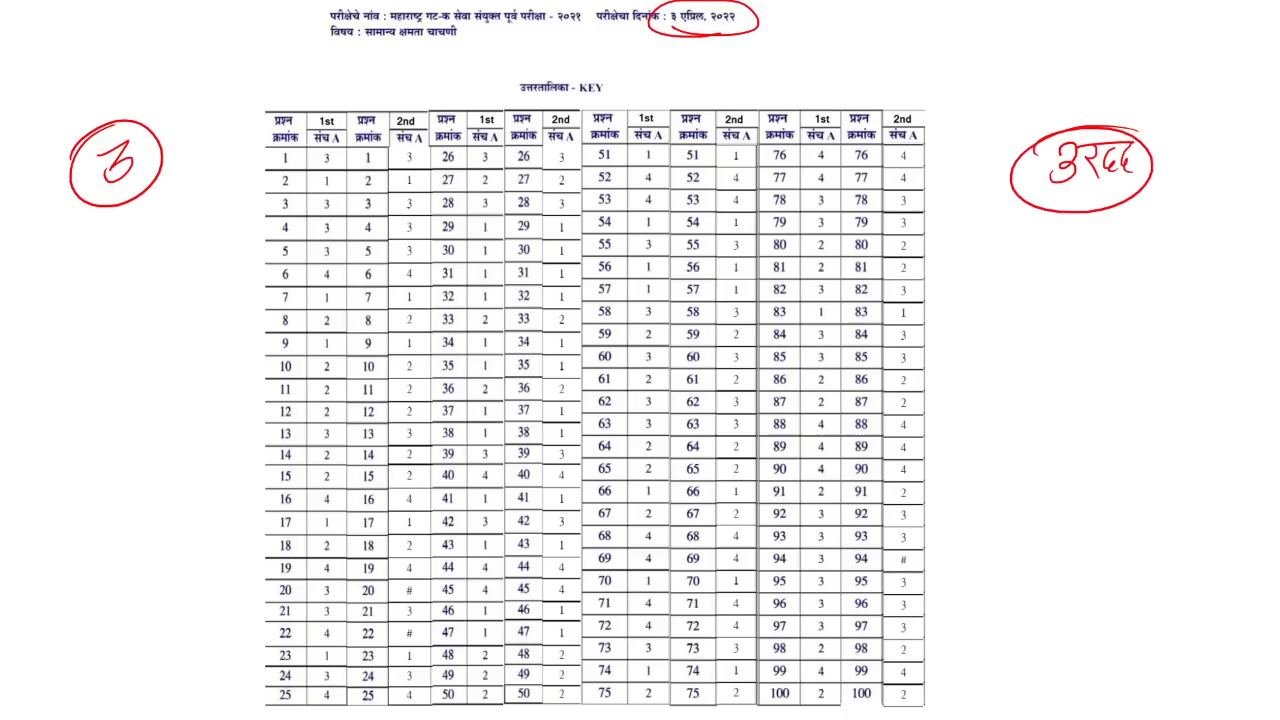 परीक्षेचे नांव : महाराष्ट्र गट-क सेवा संयुक्त पूर्व परीक्षा - २०२१ परीक्षेचा दिनांक : ३ एप्रिल, २०२२
विषय : सामान्य क्षमता चाचणी
उत्तरतालिका - KEY
प्रश्न 1st प्रश्न 2nd प्रश्न 1st प्रश्न 2nd प्रश्न 1st प्रश्न 2nd प्रश्न 1st प्रश्न 2nd
क्रमांक संच A क्रमांक संच A क्रमांक संच A क्रमांक संच A क्रमांक संच A क्रमांक संच A क्रमांक संच A क्रमांक संच A
1 3 1 3 26 3 26 3 51 1 51 1 76 4 76 4
2 1 2 1 27 2 27 2 52 4 52 4 77 4 77 4
3 3 3 3 28 3 28 3 53 4 53 4 78 3 78 3
4 3 4 3 29 1 29 1 54 1 54 1 79 3 79 3
5 3 5 3 30 1 30 1 55 3 55 3 80 2 80 2
6 4 6 4 31 1 31 1 56 1 56 1 81 2 81 2
7 1 7 1 32 1 32 1 57 1 57 1 82 3 82 3
8 2 8 2 33 2 33 2 58 3 58 3 83 1 83 1
9 1 9 1 34 1 34 1 59 2 59 2 84 3 84 3
10 2 10 2 35 1 35 1 60 3 60 3 85 3 85 3
11 2 11 2 36 2 36 2 61 2 61 2 86 2 86 2
12 2 12 2 37 1 37 1 62 3 62 3 87 2 87 2
13 3 13 3 38 1 38 1 63 3 63 3 88 4 88 4
14 2 14 2 39 3 39 3 64 2 64 2 89 4 89 4
15 2 15 2 40 4 40 4 65 2 65 2 90 4 90 4
16 4 16 4 41 1 41 1 66 1 66 1 91 2 91 2
17 1 17 1 42 3 42 3 67 2 67 2 92 3 92 3
18 2 18 2 43 1 43 1 68 4 68 4 93 3 93 3
19 4 19 4 44 4 44 4 69 4 69 4 94 3 94 #
20 3 20 # 45 4 45 4 70 1 70 1 95 3 95 3
21 3 21 3 46 1 46 1 71 4 71 4 96 3 96 3
22 4 22 # 47 1 47 1 72 4 72 4 97 3 97 3
23 1 23 1 48 2 48 2 73 3 73 3 98 2 98 2
24 3 24 3 49 2 49 2 74 1 74 1 99 4 99 4
25 4 25 4 50 2 50 2 75 2 75 2 100 2 100 2